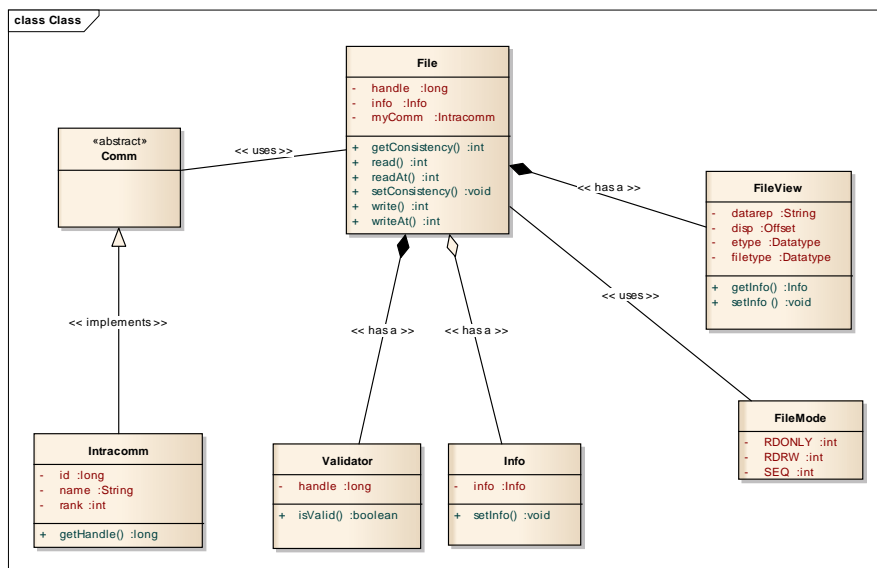 class Class
File
- handle :long
- info :Info
- myComm :Intracomm
+ getConsistency() :int
+ read() :int
+ readAt() :int
+ setConsistency() :void
+ write() :int
+ writeAt() :int
«abstract»
Comm
<< uses >>
<< has a >>
FileView
- datarep :String
- disp :Offset
- etype :Datatype
- filetype :Datatype
+ getInfo() :Info
+ setInfo () :void
<< uses >>
<< implements >>
<< has a >>
<< has a >>
FileMode
- RDONLY :int
- RDRW :int
- SEQ :int
Intracomm
- id :long
- name :String
- rank :int
+ getHandle() :long
Validator
- handle :long
+ isValid() :boolean
Info
- info :Info
+ setInfo() :void